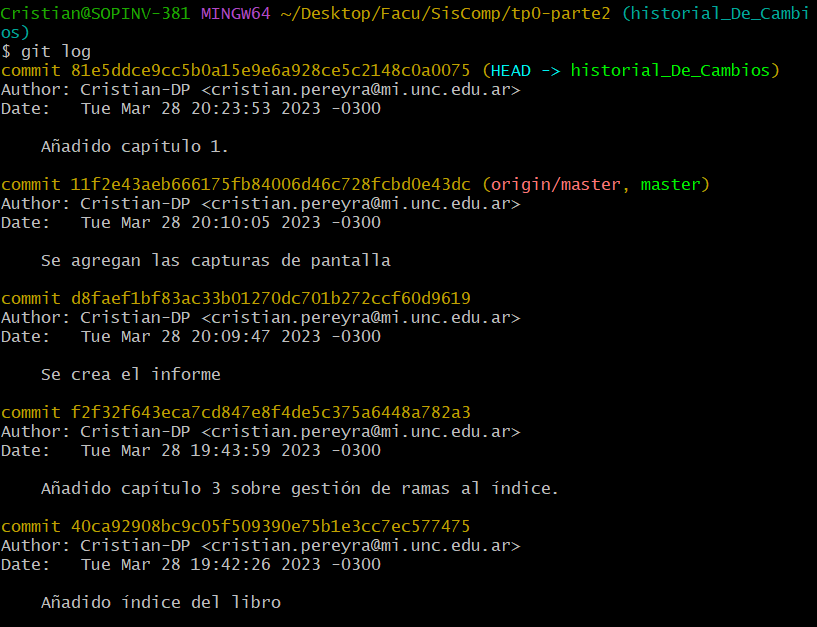 Cristian@SOPINV-381 MINGW64 ~/Desktop/Facu/SisComp/tp0-parte2 (historial_De_Cambi
os)
$ git log
commit 81e5ddce9cc5b0a15e9e6a928ce5c2148c0a0075 (HEAD -> historial_De_Cambios)
Author: Cristian-DP <cristian.pereyra@mi.unc.edu.ar>
Date:   Tue Mar 28 20:23:53 2023 -0300
    Añadido capítulo 1.
commit 11f2e43aeb666175fb84006d46c728fcbd0e43dc (origin/master, master)
Author: Cristian-DP <cristian.pereyra@mi.unc.edu.ar>
Date:   Tue Mar 28 20:10:05 2023 -0300
    Se agregan las capturas de pantalla
commit d8faef1bf83ac33b01270dc701b272ccf60d9619
Author: Cristian-DP <cristian.pereyra@mi.unc.edu.ar>
Date:   Tue Mar 28 20:09:47 2023 -0300
    Se crea el informe
commit f2f32f643eca7cd847e8f4de5c375a6448a782a3
Author: Cristian-DP <cristian.pereyra@mi.unc.edu.ar>
Date:   Tue Mar 28 19:43:59 2023 -0300
    Añadido capítulo 3 sobre gestión de ramas al índice.
commit 40ca92908bc9c05f509390e75b1e3cc7ec577475
Author: Cristian-DP <cristian.pereyra@mi.unc.edu.ar>
Date:   Tue Mar 28 19:42:26 2023 -0300
    Añadido índice del libro